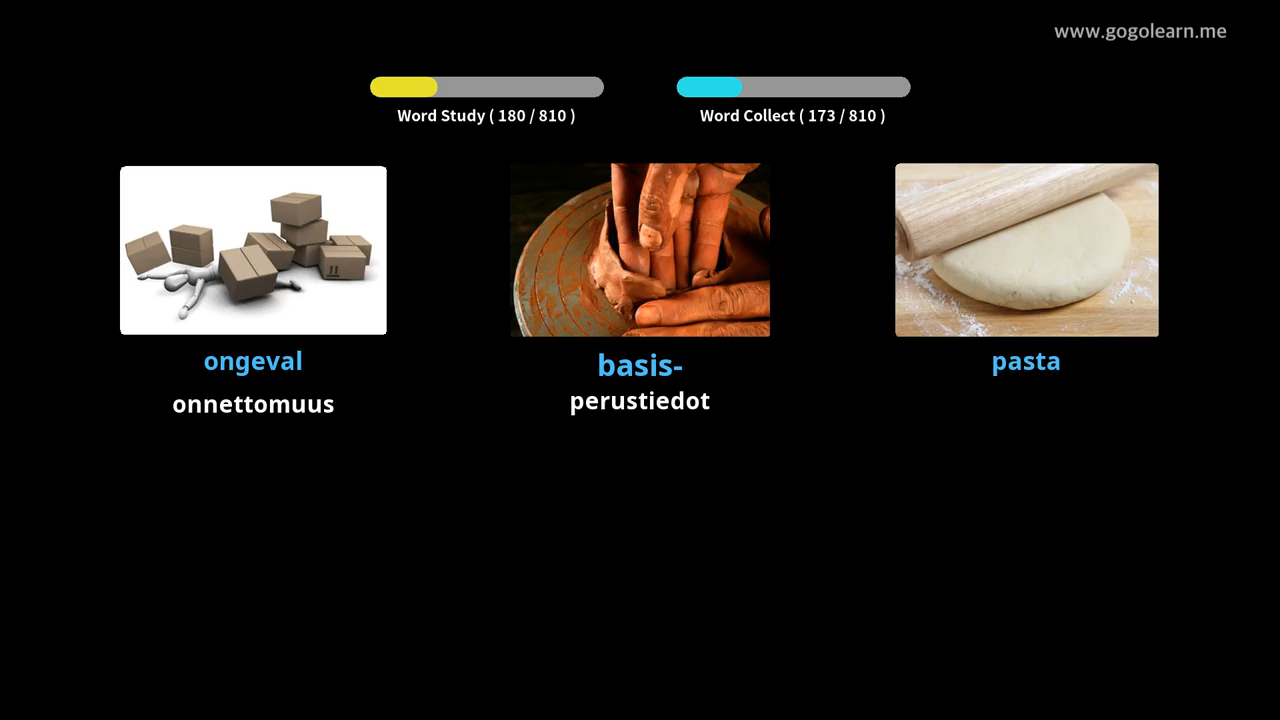 www.gogolearn.me
Word Study ( 180 / 810 )
Word Collect ( 173 / 810 )
ongeval
onnettomuus
basis-
perustiedot
pasta